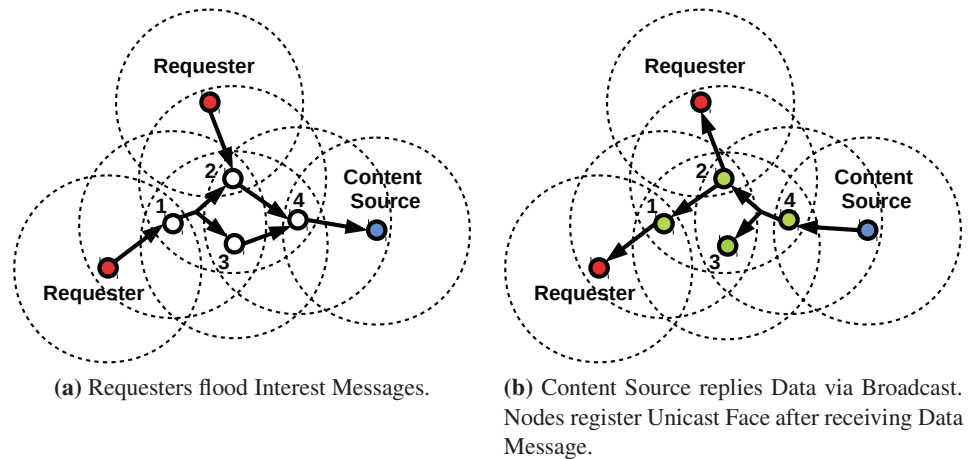 Requester
2
1
4
3
Content
Source
Requester
(a) Requesters flood Interest Messages.
Requester
2
1
4
3
Content
Source
Requester
(b) Content Source replies Data via Broadcast.
Nodes register Unicast Face after receiving Data
Message.